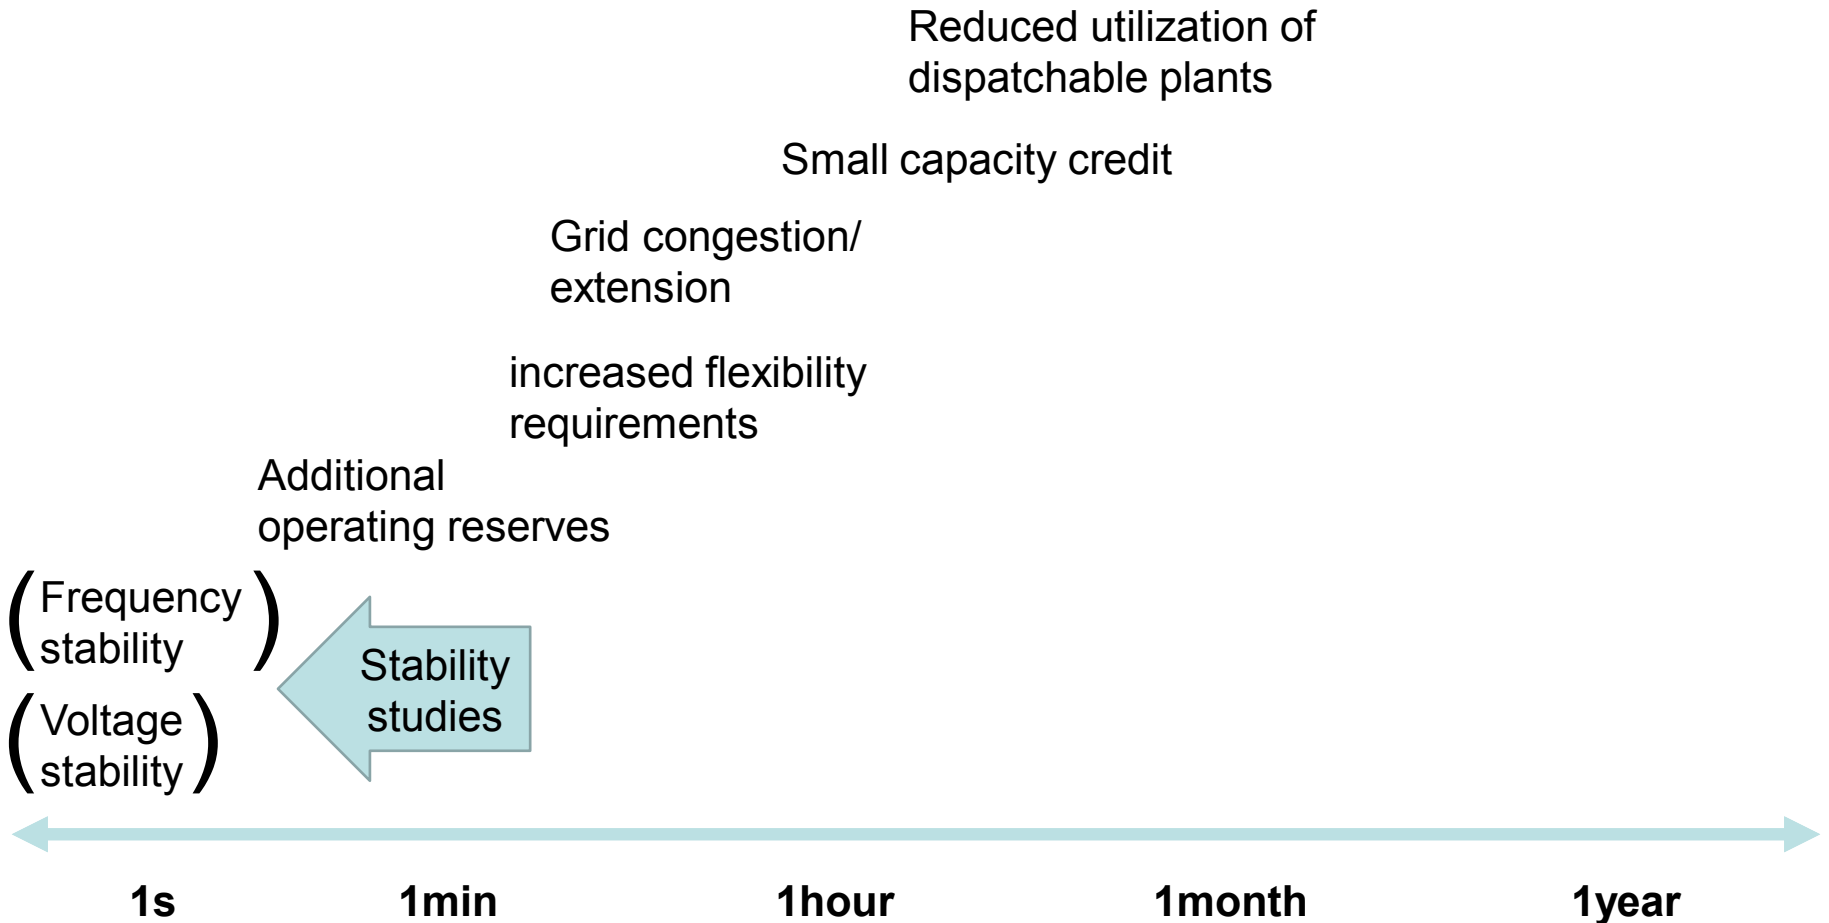 Reduced utilization of
dispatchable plants
Small capacity credit
Grid congestion/
extension
increased flexibility
requirements
Additional
operating reserves
(Frequency
stability)
(Voltage
stability)
Stability
studies
1s 1min 1hour 1month 1year